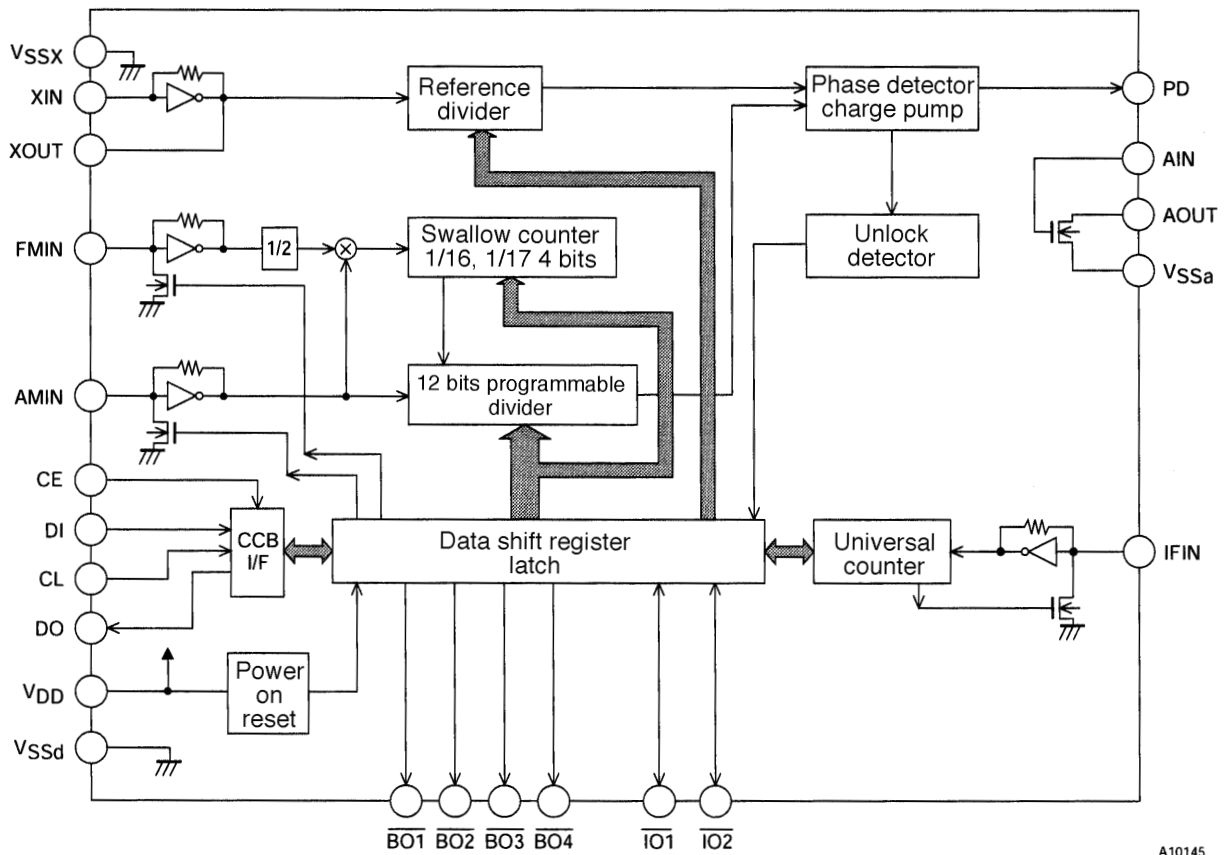 VSSX
XIN
XOUT
FMIN
AMIN
CE
DI
CL
DO
VDD
VSSd
Reference
divider
Phase detector
charge pump
PD
AIN
AOUT
VSSa
1/2
Swallow counter
1/16, 1/17 4 bits
Unlock
detector
12 bits programmable
divider
CCB
I/F
Data shift register
latch
Universal
counter
IFIN
Power
on
reset
BO1
BO2
BO3
BO4
IO1
IO2
A10145